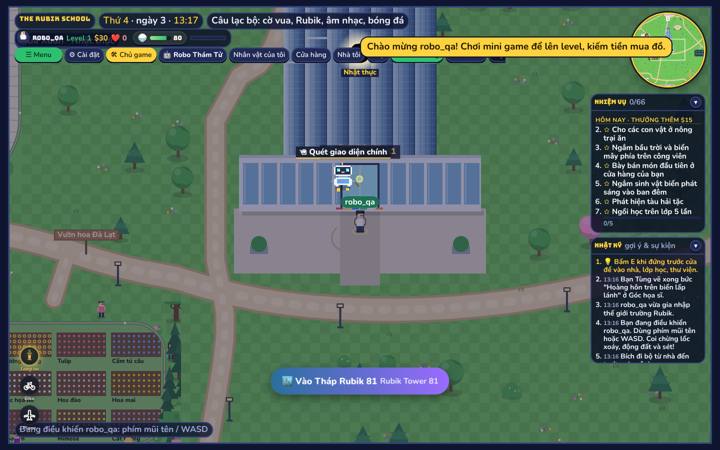 THE RUBIK SCHOOL
Thứ 4 · ngày 3 · 13:17
Câu lạc bộ: cờ vua, Rubik, âm nhạc, bóng đá
ROBO_QA Level 1 $30 0
80
Chào mừng robo_qa! Chơi mini game để lên level, kiếm tiền mua đồ.
Menu
Cài đặt
Chủ game
Robot Thám Tử
Nhân vật của tôi
Cửa hàng
Nhà tôi
Nhật thực
Quét giao diện chính 1
robo_qa
Vườn hoa Đà Lạt
NHIỆM VỤ 0/66
HÔM NAY · THƯỞNG THÊM $15
2. ☆ Cho các con vật ở nông
trại ăn
3. ☆ Ngắm bầu trời và biển
mây phía trên công viên
4. ☆ Bày bán món đầu tiên ở
cửa hàng của bạn
5. ☆ Ngắm sinh vật biển phát
sáng vào ban đêm
6. ☆ Phát hiện tàu hải tặc
7. ☆ Ngồi học trên lớp 5 lần
0/5
NHẬT KÝ gợi ý & sự kiện
1. 💡 Bấm E khi đứng trước cửa
để vào nhà, lớp học, thư viện.
2. 13:16 Bạn Tùng vẽ xong bức
"Hoàng hôn trên biển lấp
lánh" ở Góc họa sĩ.
3. 13:16 robo_qa vừa gia nhập
thế giới trường Rubik.
4. 13:16 Bạn đang điều khiển
robo_qa. Dùng phím mũi tên
hoặc WASD. Coi chừng lốc
xoáy, động đất và sét!
5. 13:15 Bích đi bộ từ nhà đến
Tulip
Cẩm tú cầu
Hoa đào
Hoa mai
Mimosa
Vào Tháp Rubik 81 Rubik Tower 81
Đang điều khiển robo_qa: phím mũi tên / WASD